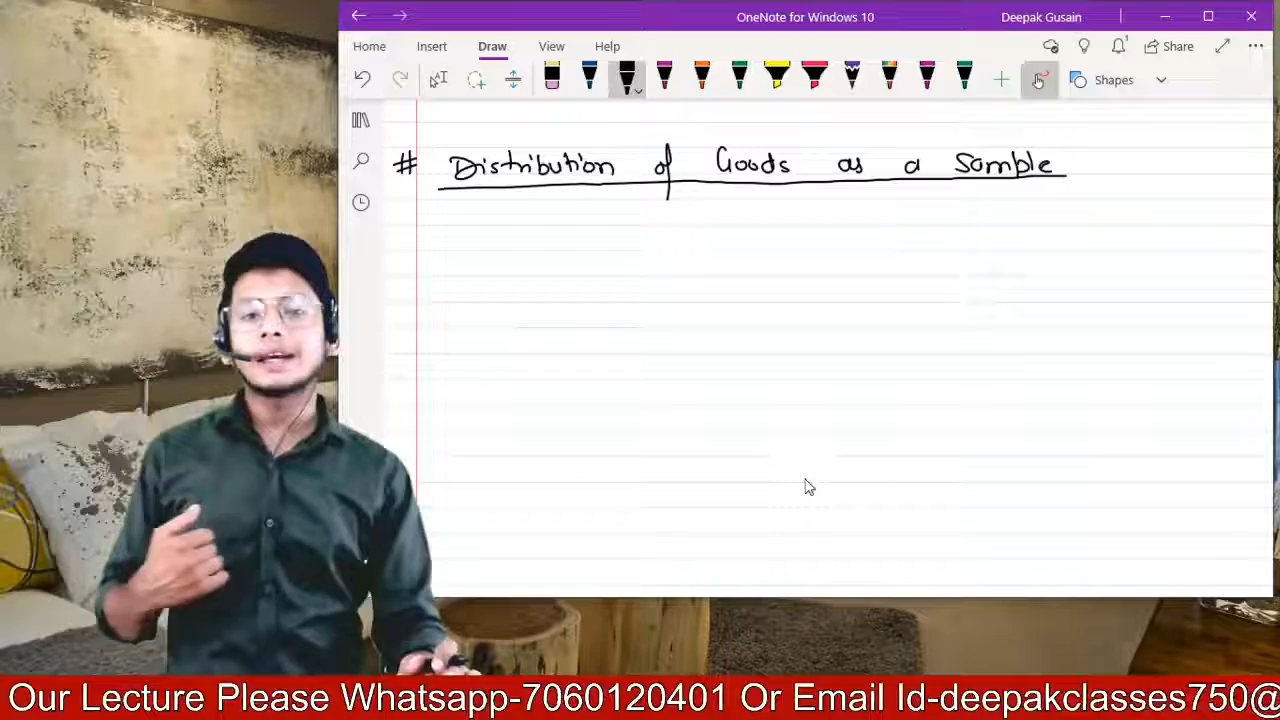 OneNote for Windows 10
Deepak Gusain
Home Insert Draw View Help
Share
Shapes
# Distribution of Goods as a Sample
Our Lecture Please Whatsapp-7060120401 Or Email Id-deepakclasses750@